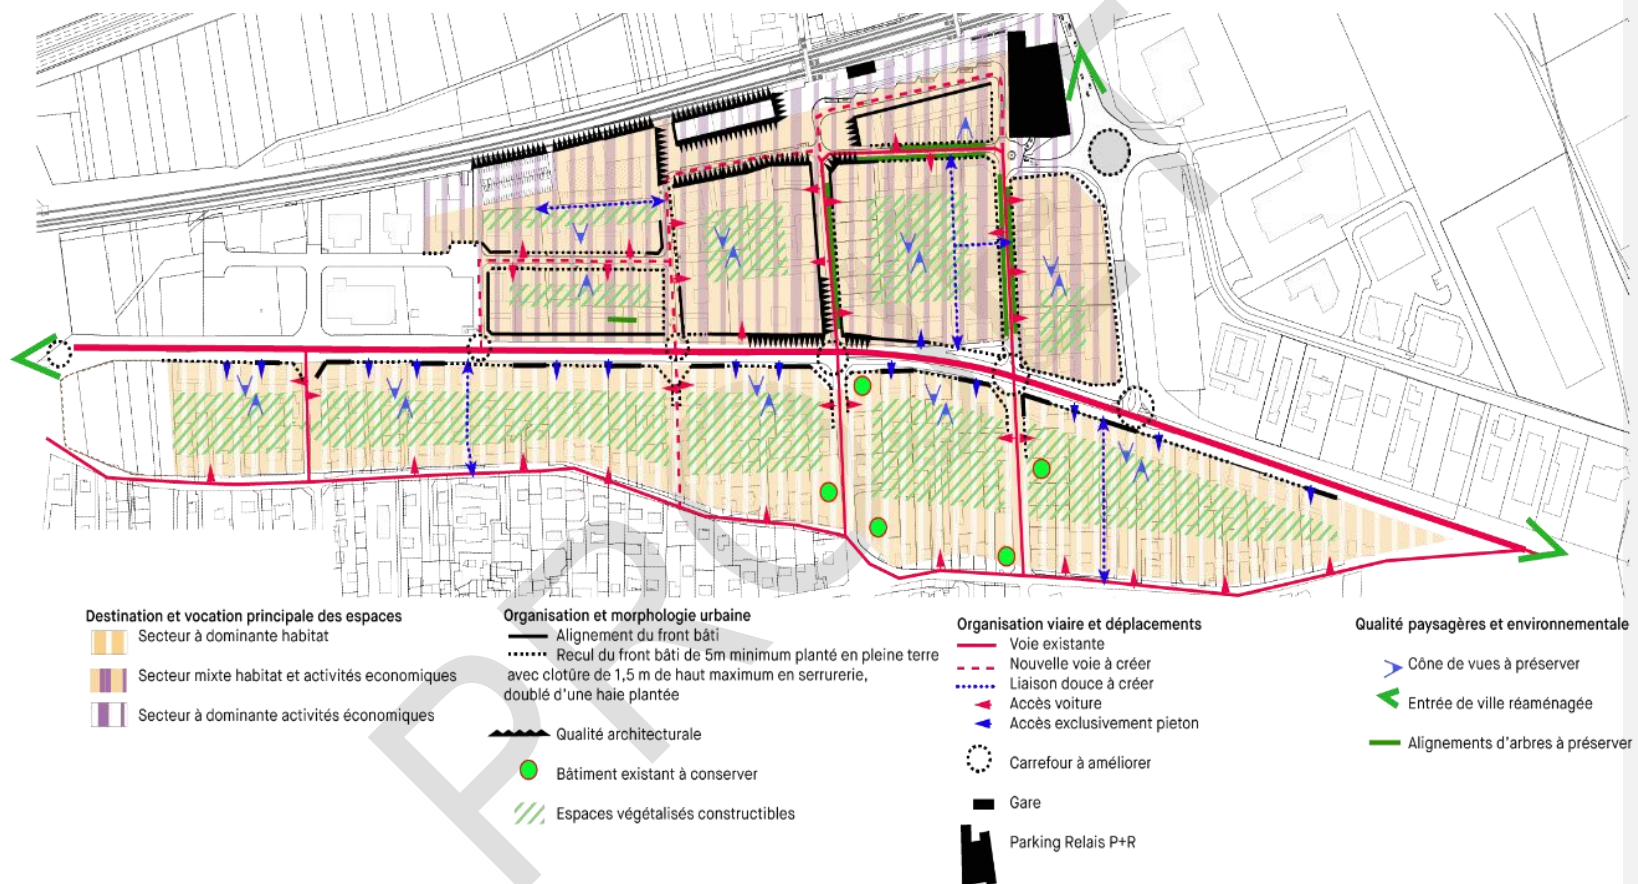 Destination et vocation principale des espaces
Secteur à dominante habitat
Secteur mixte habitat et activités economiques
Secteur à dominante activités économiques
Organisation et morphologie urbaine
Alignement du front bâti
Recul du front bâti de 5m minimum planté en pleine terre
avec clotûre de 1,5 m de haut maximum en serrurerie,
doublé d'une haie plantée
Qualité architecturale
Bâtiment existant à conserver
Espaces végétalisés constructibles
Organisation viaire et déplacements
Voie existante
Nouvelle voie à créer
Liaison douce à créer
Accès voiture
Accès exclusivement pieton
Carrefour à améliorer
Gare
Parking Relais P+R
Qualité paysagères et environnementale
Cône de vues à préserver
Entrée de ville réaménagée
Alignements d'arbres à préserver